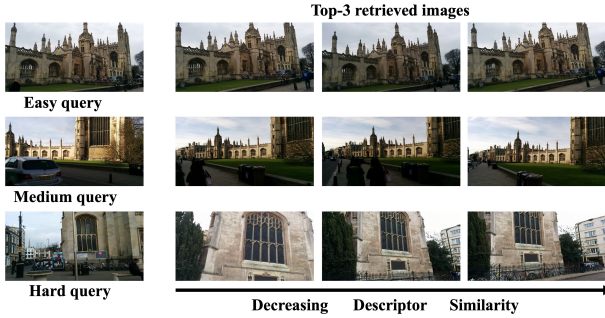 Top-3 retrieved images
Easy query
Medium query
Hard query
Decreasing Descriptor Similarity